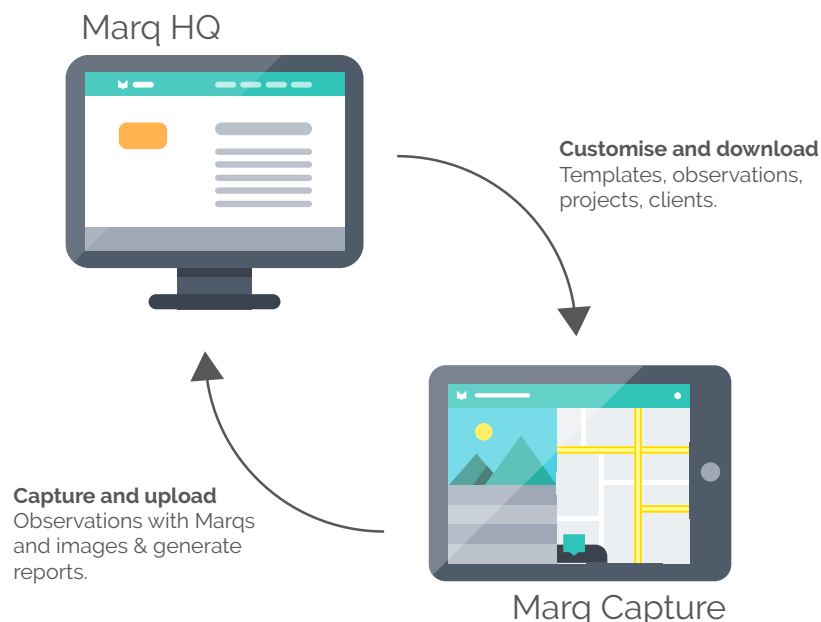 Marq HQ
Customise and download
Templates, observations,
projects, clients.
Capture and upload
Observations with Marqs
and images & generate
reports.
Marq Capture